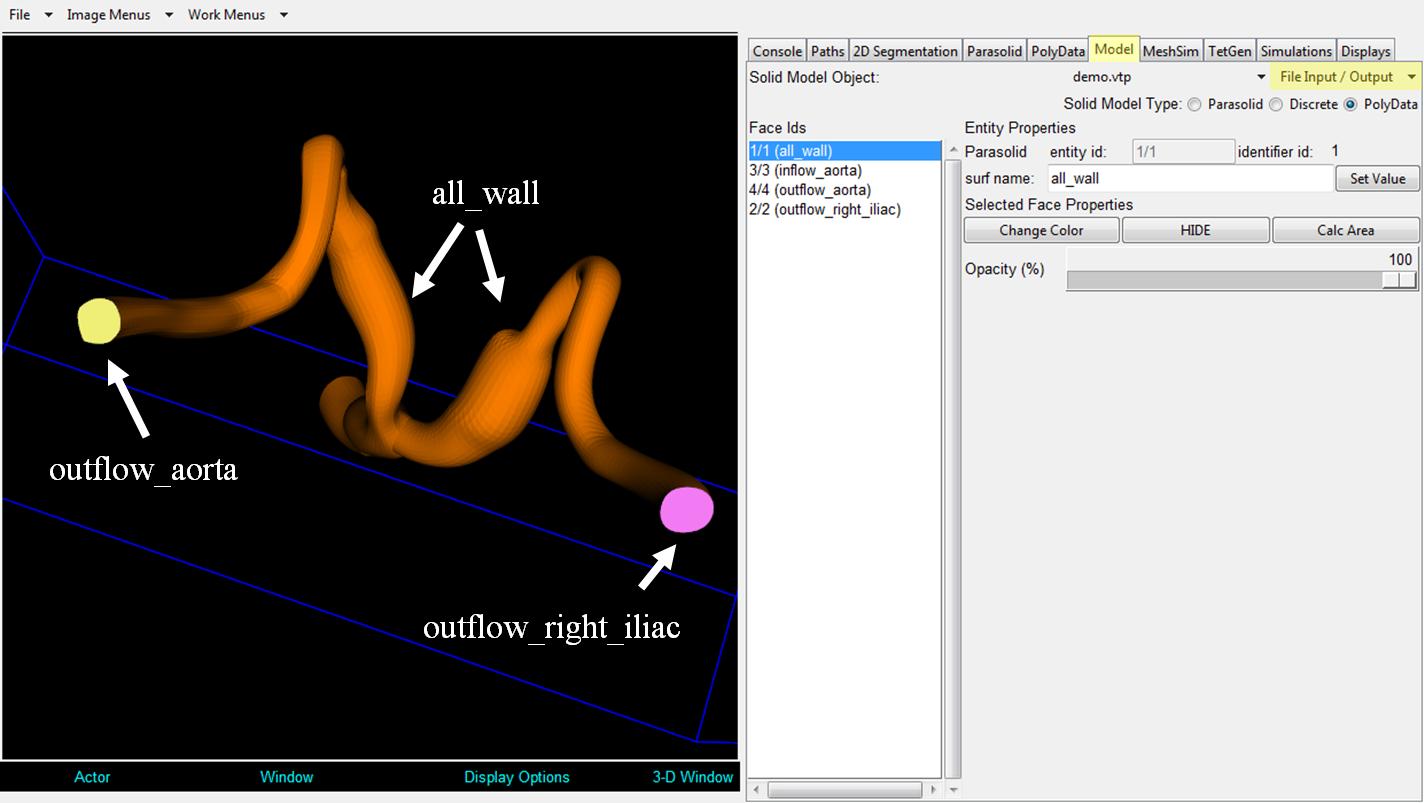 File Image Menus Work Menus
Console Paths 2D Segmentation Parasolid PolyData Model MeshSim TetGen Simulations Displays
Solid Model Object: demo.vtp File Input / Output
Solid Model Type: Parasolid Discrete PolyData
Face Ids
1/1 (all_wall)
3/3 (inflow_aorta)
4/4 (outflow_aorta)
2/2 (outflow_right_iliac)
Entity Properties
Parasolid entity id: 1/1 identifier id: 1
surf name: all_wall Set Value
Selected Face Properties
Change Color HIDE Calc Area
Opacity (%) 100
all_wall
outflow_aorta
outflow_right_iliac
Actor Window Display Options 3-D Window